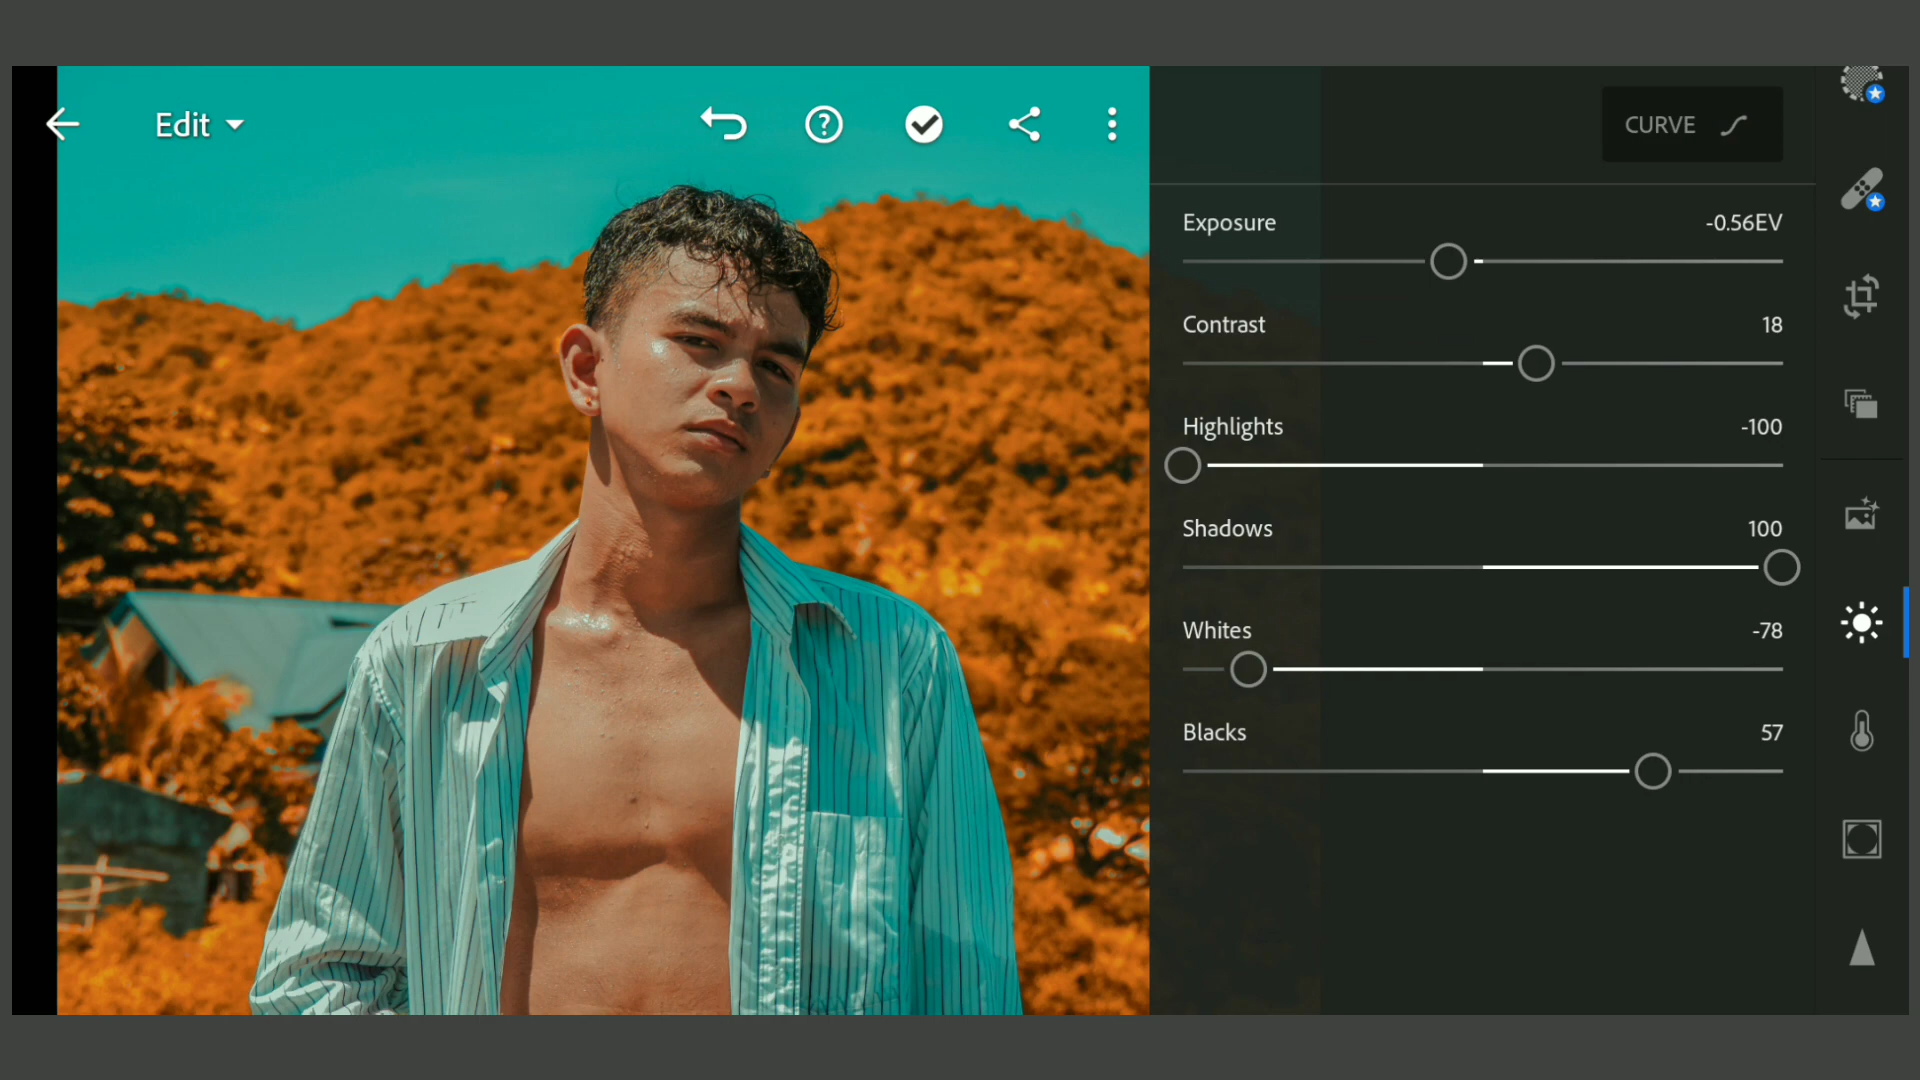 Edit
CURVE
Exposure -0.56EV
Contrast 18
Highlights -100
Shadows 100
Whites -78
Blacks 57